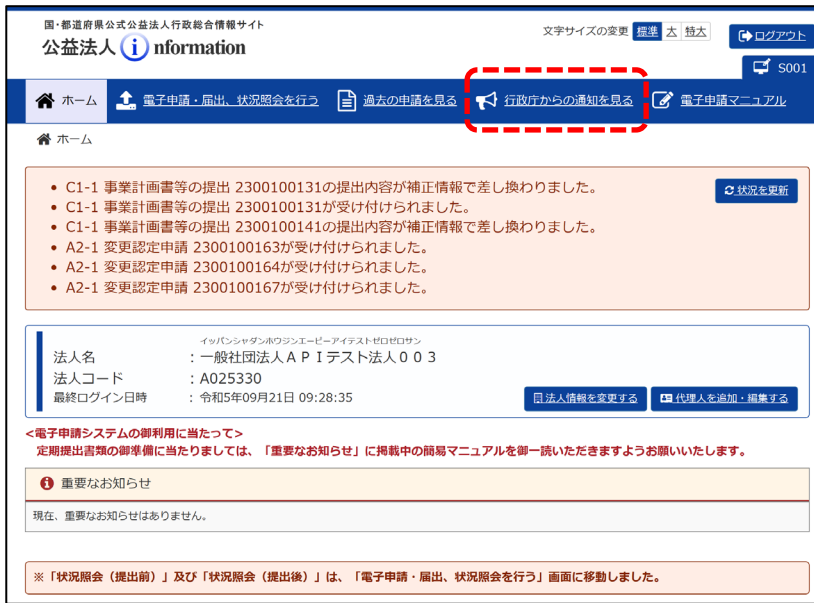 国・都道府県公式公益法人行政総合情報サイト
公益法人 information
文字サイズの変更 標準 大 特大
ログアウト
S001
ホーム 電子申請・届出、状況照会を行う 過去の申請を見る 行政庁からの通知を見る 電子申請マニュアル
ホーム
• C1-1 事業計画書等の提出 2300100131の提出内容が補正情報で差し換わりました。
状況を更新
• C1-1 事業計画書等の提出 2300100131が受け付けられました。
• C1-1 事業計画書等の提出 2300100141の提出内容が補正情報で差し換わりました。
• A2-1 変更認定申請 2300100163が受け付けられました。
• A2-1 変更認定申請 2300100164が受け付けられました。
• A2-1 変更認定申請 2300100167が受け付けられました。
イッパンシャダンホウジンエーピーアイテストゼロゼロサン
法人名 : 一般社団法人ＡＰＩテスト法人００３
法人コード : A025330
最終ログイン日時 : 令和5年09月21日 09:28:35
法人情報を変更する 代理人を追加・編集する
<電子申請システムの御利用に当たって>
定期提出書類の御準備に当たりましては、「重要なお知らせ」に掲載中の簡易マニュアルを御一読いただきますようお願いいたします。
重要なお知らせ
現在、重要なお知らせはありません。
※「状況照会（提出前）」及び「状況照会（提出後）」は、「電子申請・届出、状況照会を行う」画面に移動しました。